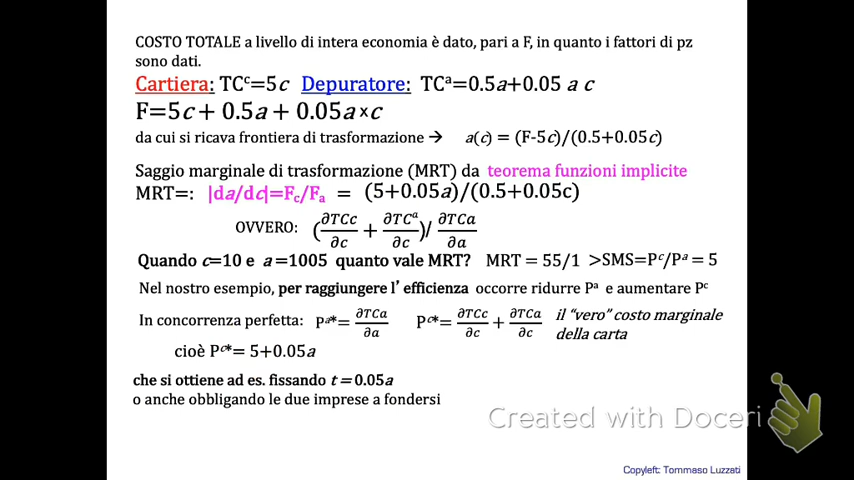 COSTO TOTALE a livello di intera economia è dato, pari a F, in quanto i fattori di pz
sono dati.
Cartiera: TCᶜ=5c Depuratore: TCᵃ=0.5a+0.05 a c
F=5c + 0.5a + 0.05a×c
da cui si ricava frontiera di trasformazione → a(c) = (F-5c)/(0.5+0.05c)
Saggio marginale di trasformazione (MRT) da teorema funzioni implicite
MRT=: |da/dc|=F꜀/Fₐ = (5+0.05a)/(0.5+0.05c)
OVVERO: (∂TCc/∂c + ∂TCᵃ/∂c)/ ∂TCa/∂a
Quando c=10 e a=1005 quanto vale MRT? MRT = 55/1 >SMS=Pᶜ/Pᵃ = 5
Nel nostro esempio, per raggiungere l'efficienza occorre ridurre Pᵃ e aumentare Pᶜ
In concorrenza perfetta: Pᵃ*= ∂TCa/∂a Pᶜ*= ∂TCc/∂c + ∂TCa/∂c il “vero” costo marginale
della carta
cioè Pᶜ*= 5+0.05a
che si ottiene ad es. fissando t = 0.05a
o anche obbligando le due imprese a fondersi
Created with Doceri
Copyleft: Tommaso Luzzati